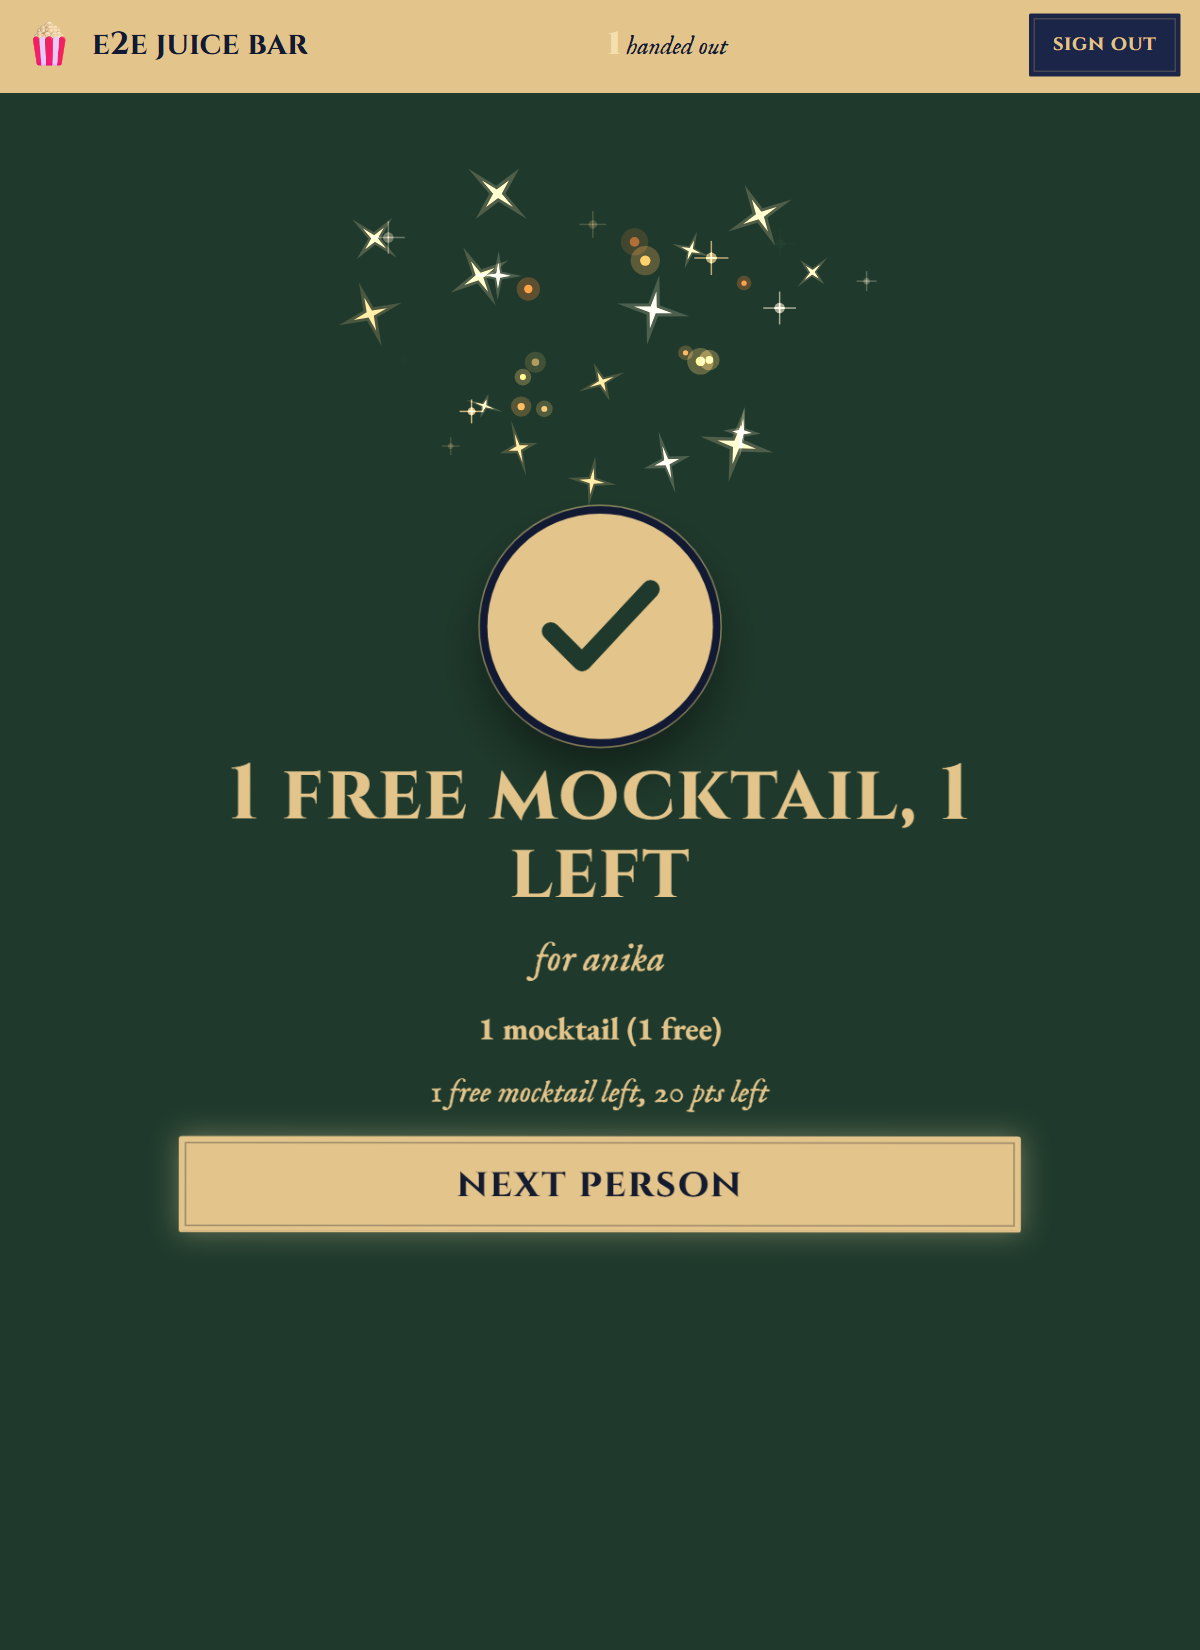 E2E JUICE BAR
1 handed out
SIGN OUT
1 FREE MOCKTAIL, 1
LEFT
for anika
1 mocktail (1 free)
1 free mocktail left, 20 pts left
NEXT PERSON